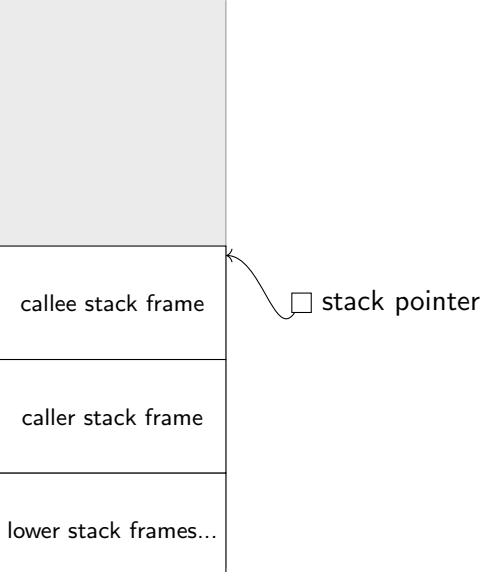 callee stack frame
stack pointer
caller stack frame
lower stack frames...